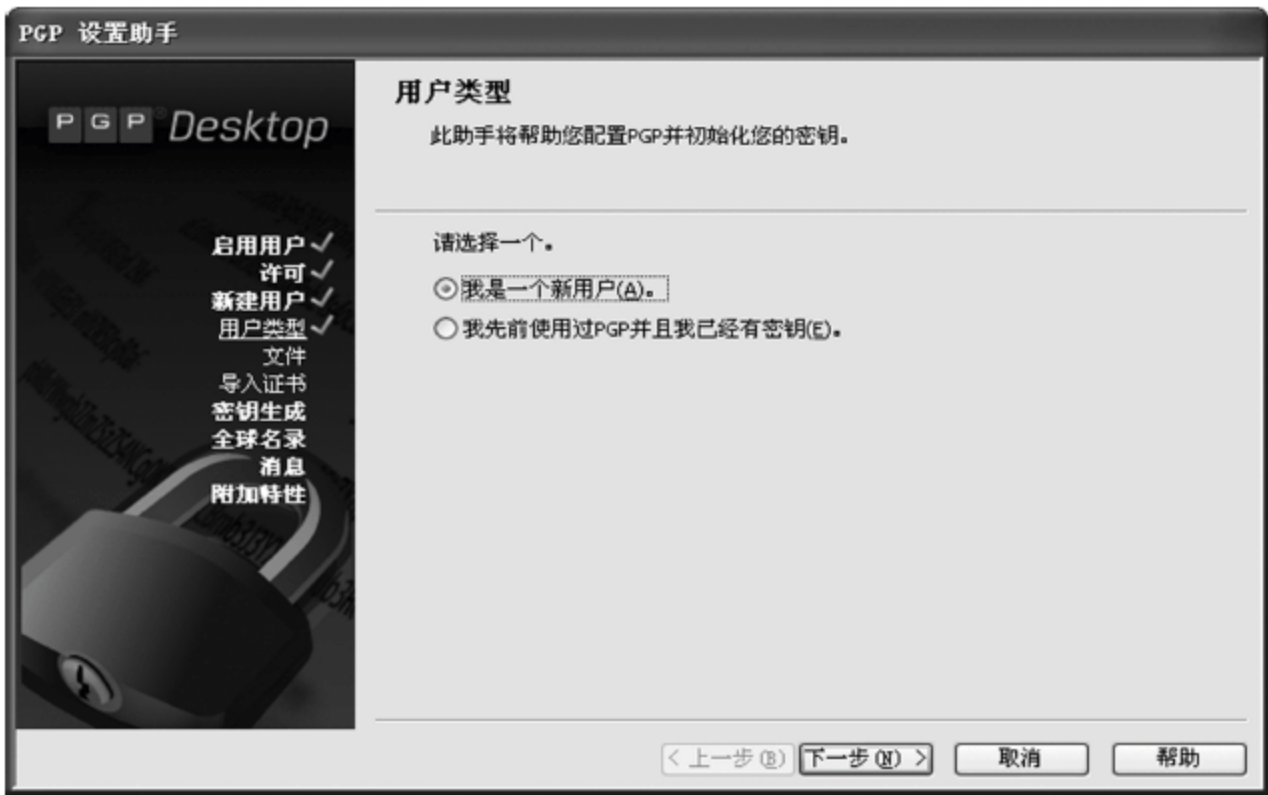 PGP 设置助手
PGP® Desktop
启用用户
许可
新建用户
用户类型
文件
导入证书
密钥生成
全球名录
消息
附加特性
用户类型
此助手将帮助您配置PGP并初始化您的密钥。
请选择一个。
我是一个新用户(A)。
我先前使用过PGP并且我已经有密钥(E)。
< 上一步(B)
下一步(N) >
取消
帮助